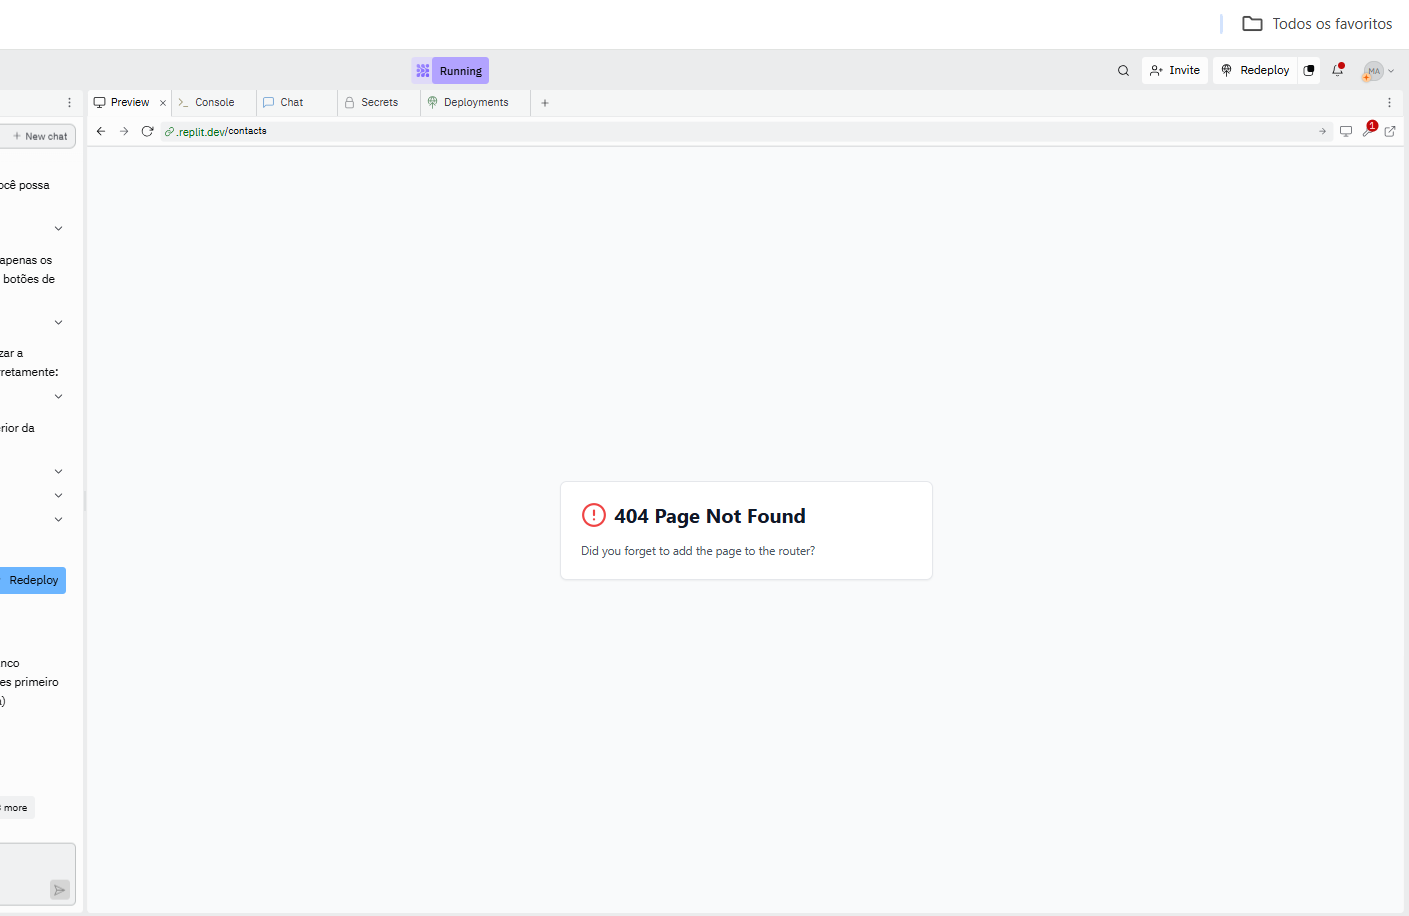 Todos os favoritos
Running
Invite
Redeploy
MA
Preview
Console
Chat
Secrets
Deployments
New chat
.replit.dev/contacts
1
ocê possa
apenas os
botões de
zar a
retamente:
rior da
Redeploy
nco
es primeiro
)
more
404 Page Not Found
Did you forget to add the page to the router?